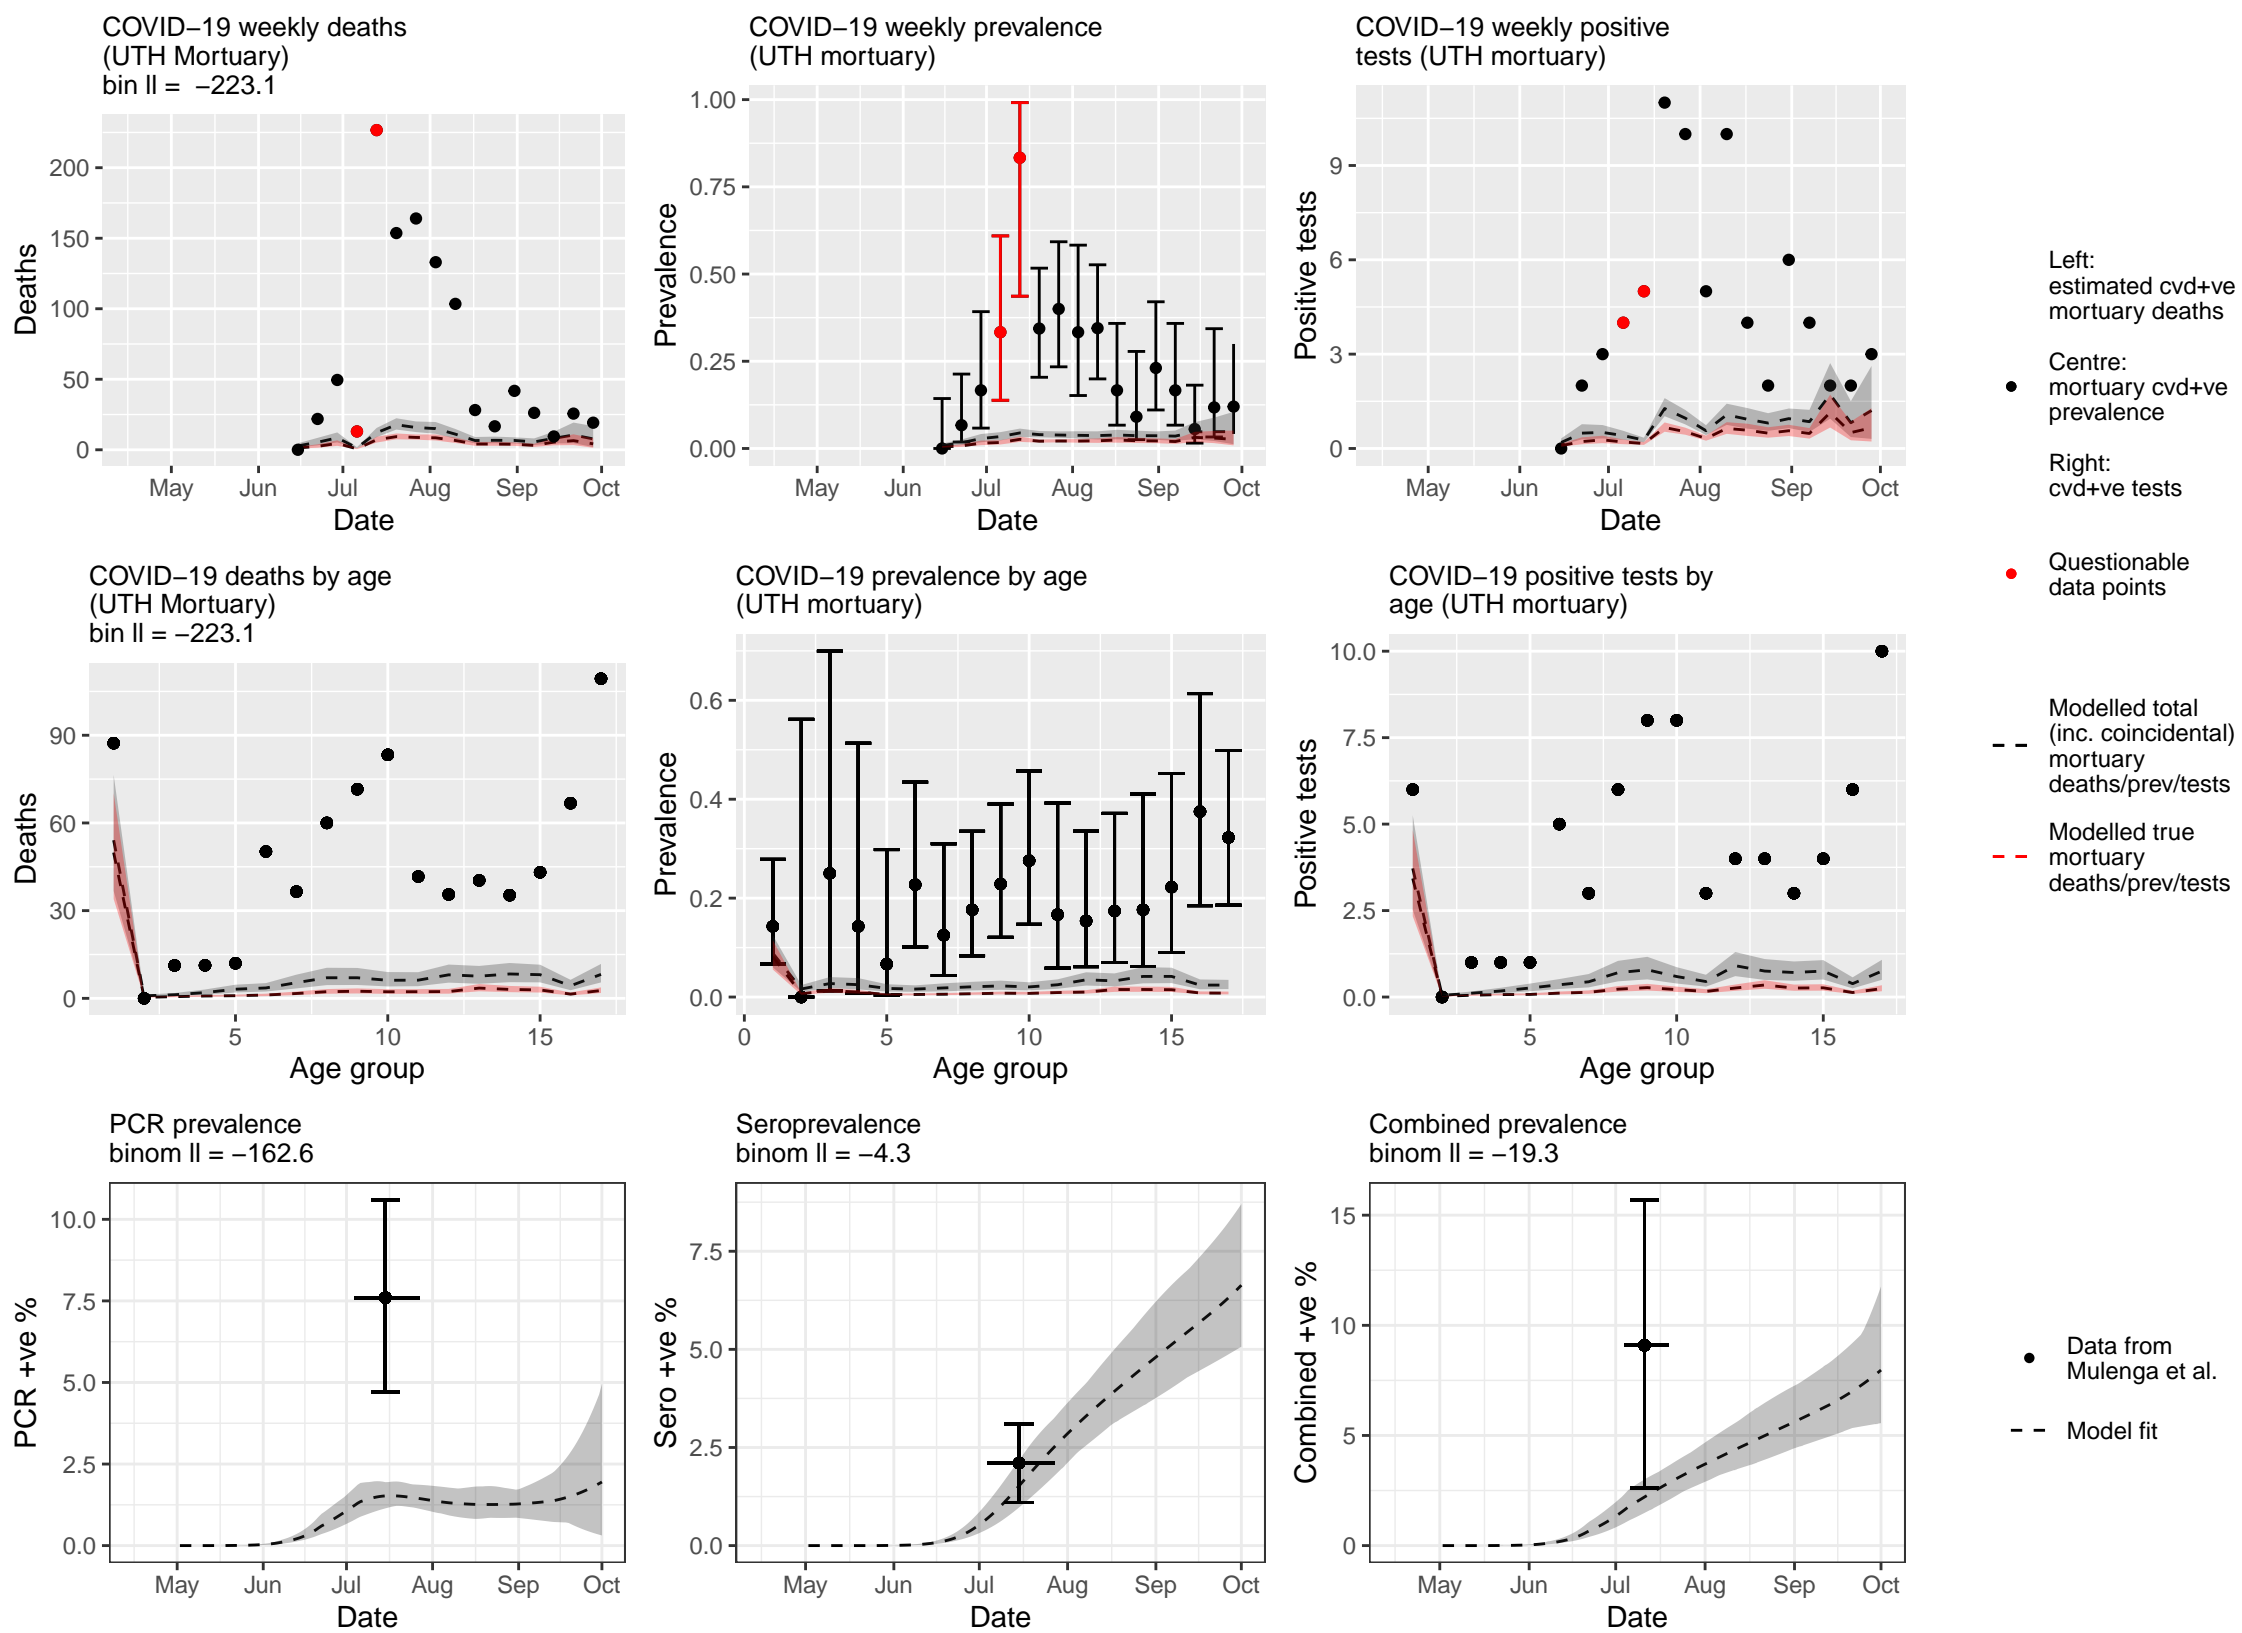 COVID−19 weekly deaths
(UTH Mortuary)
bin ll =  −223.1
Deaths
200
150
100
50
0
May
Jun
Jul
Aug
Sep
Oct
Date
COVID−19 weekly prevalence
(UTH mortuary)
Prevalence
1.00
0.75
0.50
0.25
0.00
May
Jun
Jul
Aug
Sep
Oct
Date
COVID−19 weekly positive
tests (UTH mortuary)
Positive tests
9
6
3
0
May
Jun
Jul
Aug
Sep
Oct
Date
Left:
estimated cvd+ve
mortuary deaths
Centre:
mortuary cvd+ve
prevalence
Right:
cvd+ve tests
Questionable
data points
Modelled total
(inc. coincidental)
mortuary
deaths/prev/tests
Modelled true
mortuary
deaths/prev/tests
COVID−19 deaths by age
(UTH Mortuary)
bin ll = −223.1
Deaths
90
60
30
0
5
10
15
Age group
COVID−19 prevalence by age
(UTH mortuary)
Prevalence
0.6
0.4
0.2
0.0
0
5
10
15
Age group
COVID−19 positive tests by
age (UTH mortuary)
Positive tests
10.0
7.5
5.0
2.5
0.0
5
10
15
Age group
PCR prevalence
binom ll = −162.6
PCR +ve %
10.0
7.5
5.0
2.5
0.0
May
Jun
Jul
Aug
Sep
Oct
Date
Seroprevalence
binom ll = −4.3
Sero +ve %
7.5
5.0
2.5
0.0
May
Jun
Jul
Aug
Sep
Oct
Date
Combined prevalence
binom ll = −19.3
Combined +ve %
15
10
5
0
May
Jun
Jul
Aug
Sep
Oct
Date
Data from
Mulenga et al.
Model fit